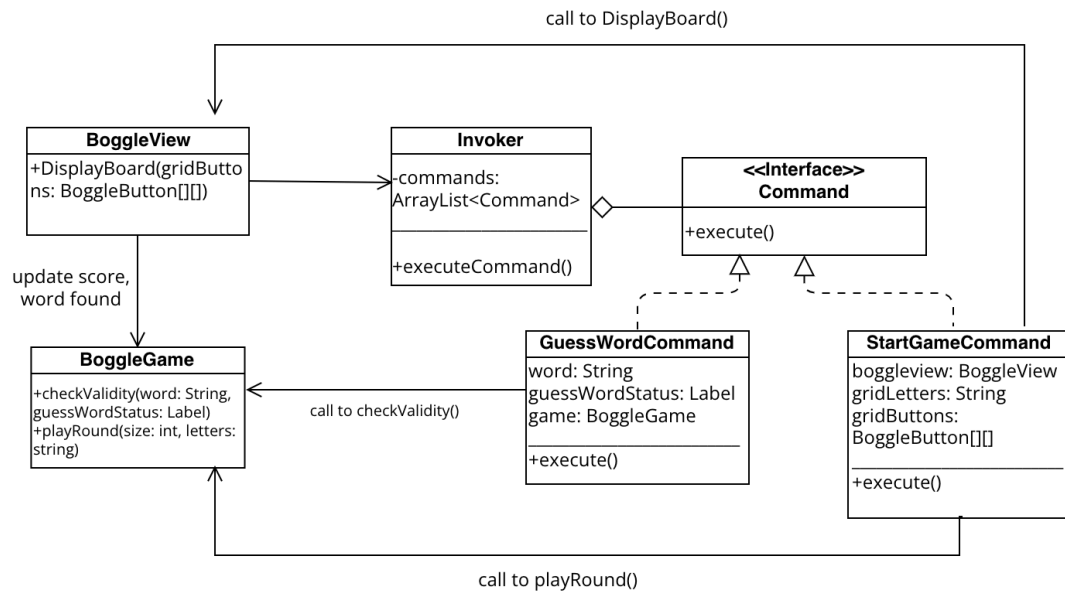 call to DisplayBoard()
BoggleView
+DisplayBoard(gridButto
ns: BoggleButton[][])
Invoker
-commands:
ArrayList<Command>
+executeCommand()
<<Interface>>
Command
+execute()
update score,
word found
BoggleGame
+checkValidity(word: String,
guessWordStatus: Label)
+playRound(size: int, letters:
string)
call to checkValidity()
GuessWordCommand
word: String
guessWordStatus: Label
game: BoggleGame
+execute()
StartGameCommand
boggleview: BoggleView
gridLetters: String
gridButtons:
BoggleButton[][]
+execute()
call to playRound()